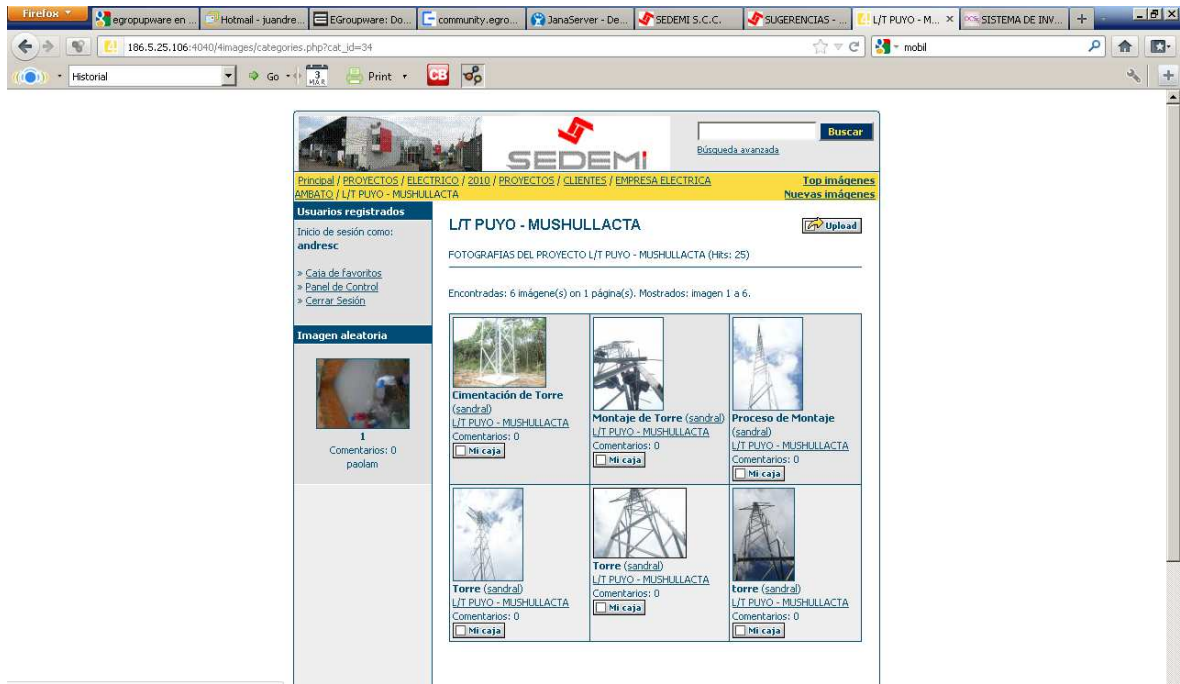 Firefox
egropupware en ...
Hotmail - juandre...
EGroupware: Do...
community.egro...
JanaServer - De...
SEDEMI S.C.C.
SUGERENCIAS - ...
L/T PUYO - M...
SISTEMA DE INV...
186.5.25.106:4040/4images/categories.php?cat_id=34
mobil
Historial
Go
3
MAR
Print
CB
SEDEMI
Buscar
Búsqueda avanzada
Principal / PROYECTOS / ELECTRICO / 2010 / PROYECTOS / CLIENTES / EMPRESA ELECTRICA
AMBATO / L/T PUYO - MUSHULLACTA
Top imágenes
Nuevas imágenes
Usuarios registrados
Inicio de sesión como:
andresc
» Caja de favoritos
» Panel de Control
» Cerrar Sesión
Imagen aleatoria
1
Comentarios: 0
paolam
L/T PUYO - MUSHULLACTA
Upload
FOTOGRAFIAS DEL PROYECTO L/T PUYO - MUSHULLACTA (Hits: 25)
Encontradas: 6 imágene(s) on 1 página(s). Mostrados: imagen 1 a 6.
Cimentación de Torre
(sandral)
L/T PUYO - MUSHULLACTA
Comentarios: 0
Mi caja
Montaje de Torre (sandral)
L/T PUYO - MUSHULLACTA
Comentarios: 0
Mi caja
Proceso de Montaje
(sandral)
L/T PUYO - MUSHULLACTA
Comentarios: 0
Mi caja
Torre (sandral)
L/T PUYO - MUSHULLACTA
Comentarios: 0
Mi caja
Torre (sandral)
L/T PUYO - MUSHULLACTA
Comentarios: 0
Mi caja
torre (sandral)
L/T PUYO - MUSHULLACTA
Comentarios: 0
Mi caja